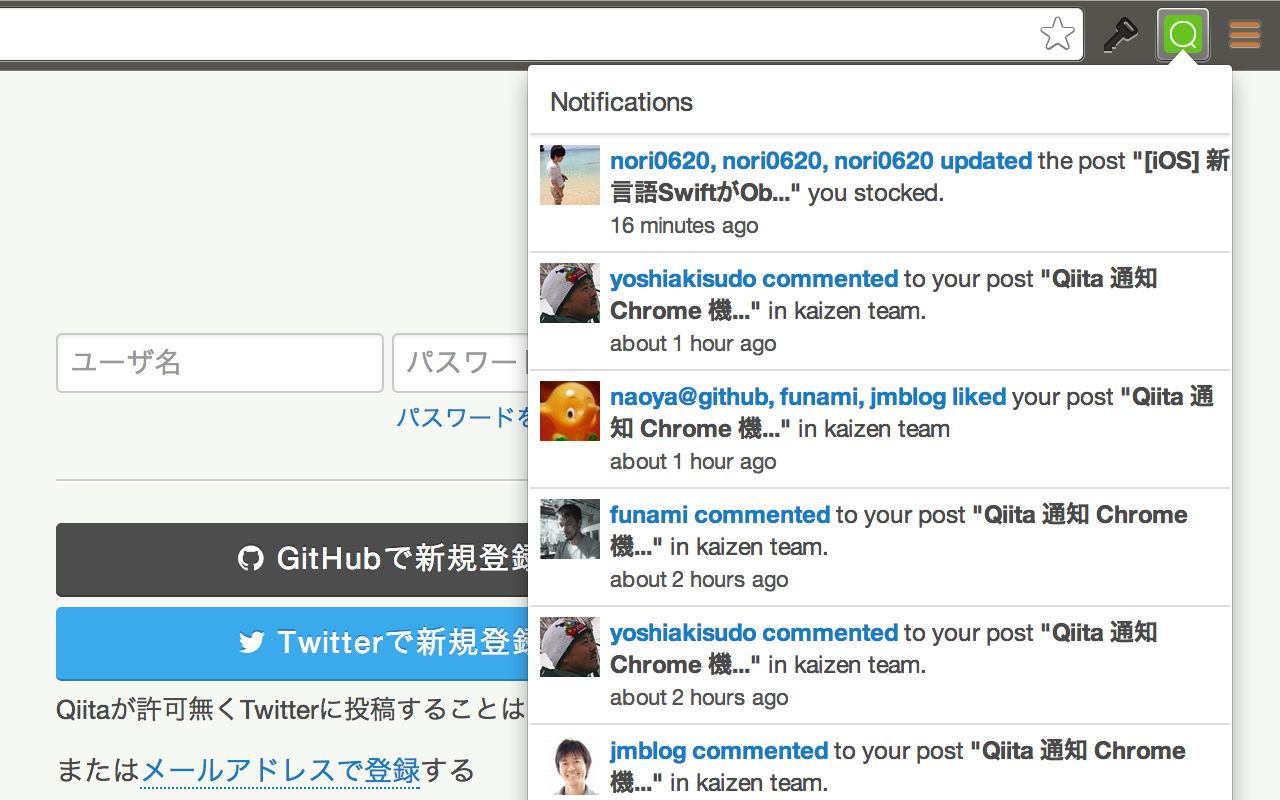 Notifications
nori0620, nori0620, nori0620 updated the post "[iOS] 新
言語SwiftがOb..." you stocked.
16 minutes ago
yoshiakisudo commented to your post "Qiita 通知
Chrome 機..." in kaizen team.
about 1 hour ago
naoya@github, funami, jmblog liked your post "Qiita 通
知 Chrome 機..." in kaizen team
about 1 hour ago
funami commented to your post "Qiita 通知 Chrome
機..." in kaizen team.
about 2 hours ago
yoshiakisudo commented to your post "Qiita 通知
Chrome 機..." in kaizen team.
about 2 hours ago
jmblog commented to your post "Qiita 通知 Chrome
機..." in kaizen team.
ユーザ名
パスワー
パスワードを
GitHubで新規登録
Twitterで新規登録
Qiitaが許可無くTwitterに投稿することは
またはメールアドレスで登録する